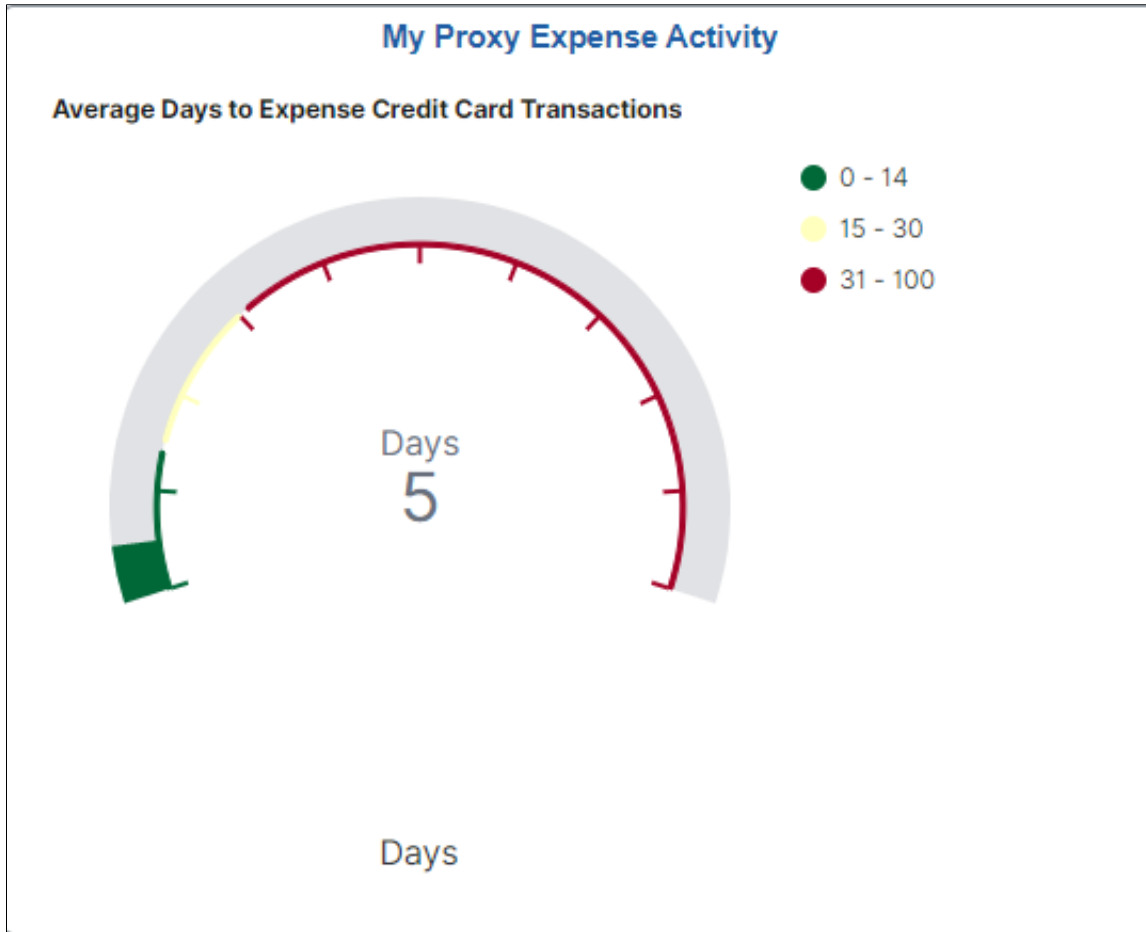 My Proxy Expense Activity
Average Days to Expense Credit Card Transactions
0 - 14
15 - 30
31 - 100
Days
5
Days